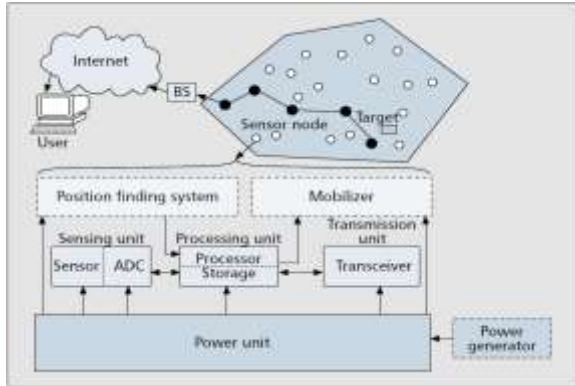 Internet
BS
User
Sensor node
Target
Position finding system
Mobilizer
Sensing unit
Processing unit
Transmission
unit
Sensor
ADC
Processor
Storage
Transceiver
Power unit
Power
generator